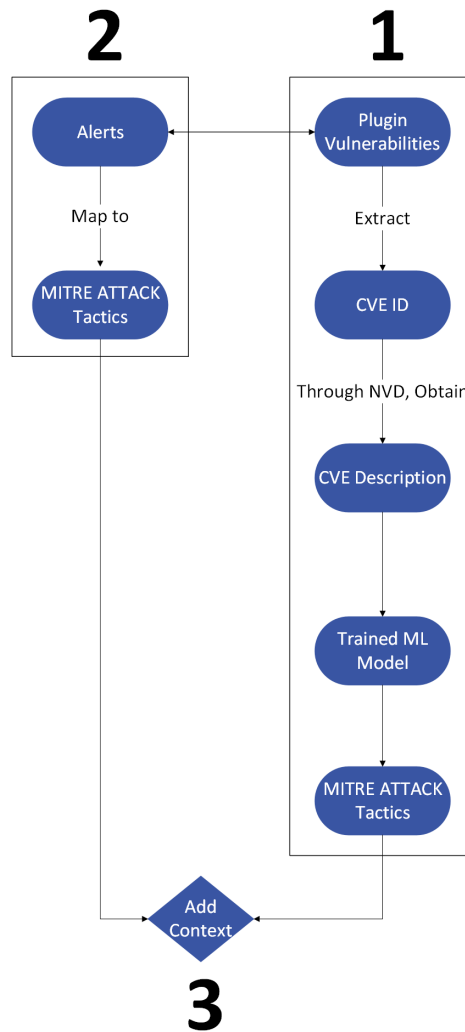 2
1
Alerts
Plugin
Vulnerabilities
Map to
Extract
MITRE ATTACK
Tactics
CVE ID
Through NVD, Obtain
CVE Description
Trained ML
Model
MITRE ATTACK
Tactics
Add
Context
3